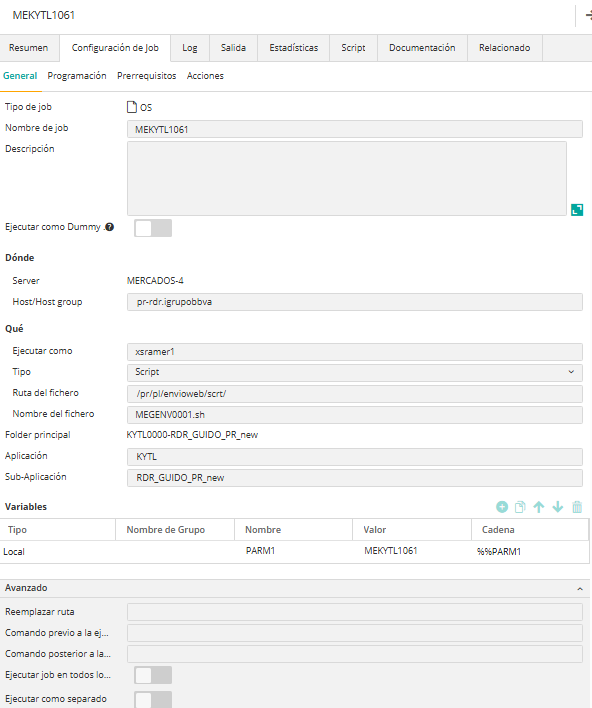 MEKYTL1061
Resumen Configuración de Job Log Salida Estadísticas Script Documentación Relacionado
General Programación Prerrequisitos Acciones
Tipo de job OS
Nombre de job MEKYTL1061
Descripción
Ejecutar como Dummy ?
Dónde
Server MERCADOS-4
Host/Host group pr-rdr.igrupobbva
Qué
Ejecutar como xsramer1
Tipo Script
Ruta del fichero /pr/pl/envioweb/scrt/
Nombre del fichero MEGENV0001.sh
Folder principal KYTL0000-RDR_GUIDO_PR_new
Aplicación KYTL
Sub-Aplicación RDR_GUIDO_PR_new
Variables
Tipo Nombre de Grupo Nombre Valor Cadena
Local PARM1 MEKYTL1061 %%PARM1
Avanzado
Reemplazar ruta
Comando previo a la ej...
Comando posterior a la...
Ejecutar job en todos lo...
Ejecutar como separado